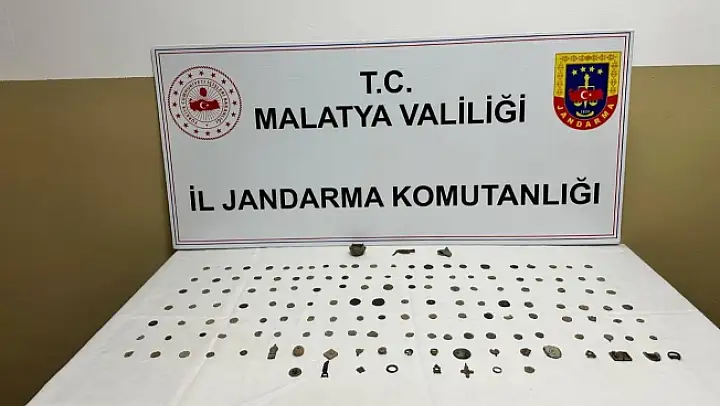 T.C.
MALATYA VALİLİĞİ
İL JANDARMA KOMUTANLIĞI
JANDARMA